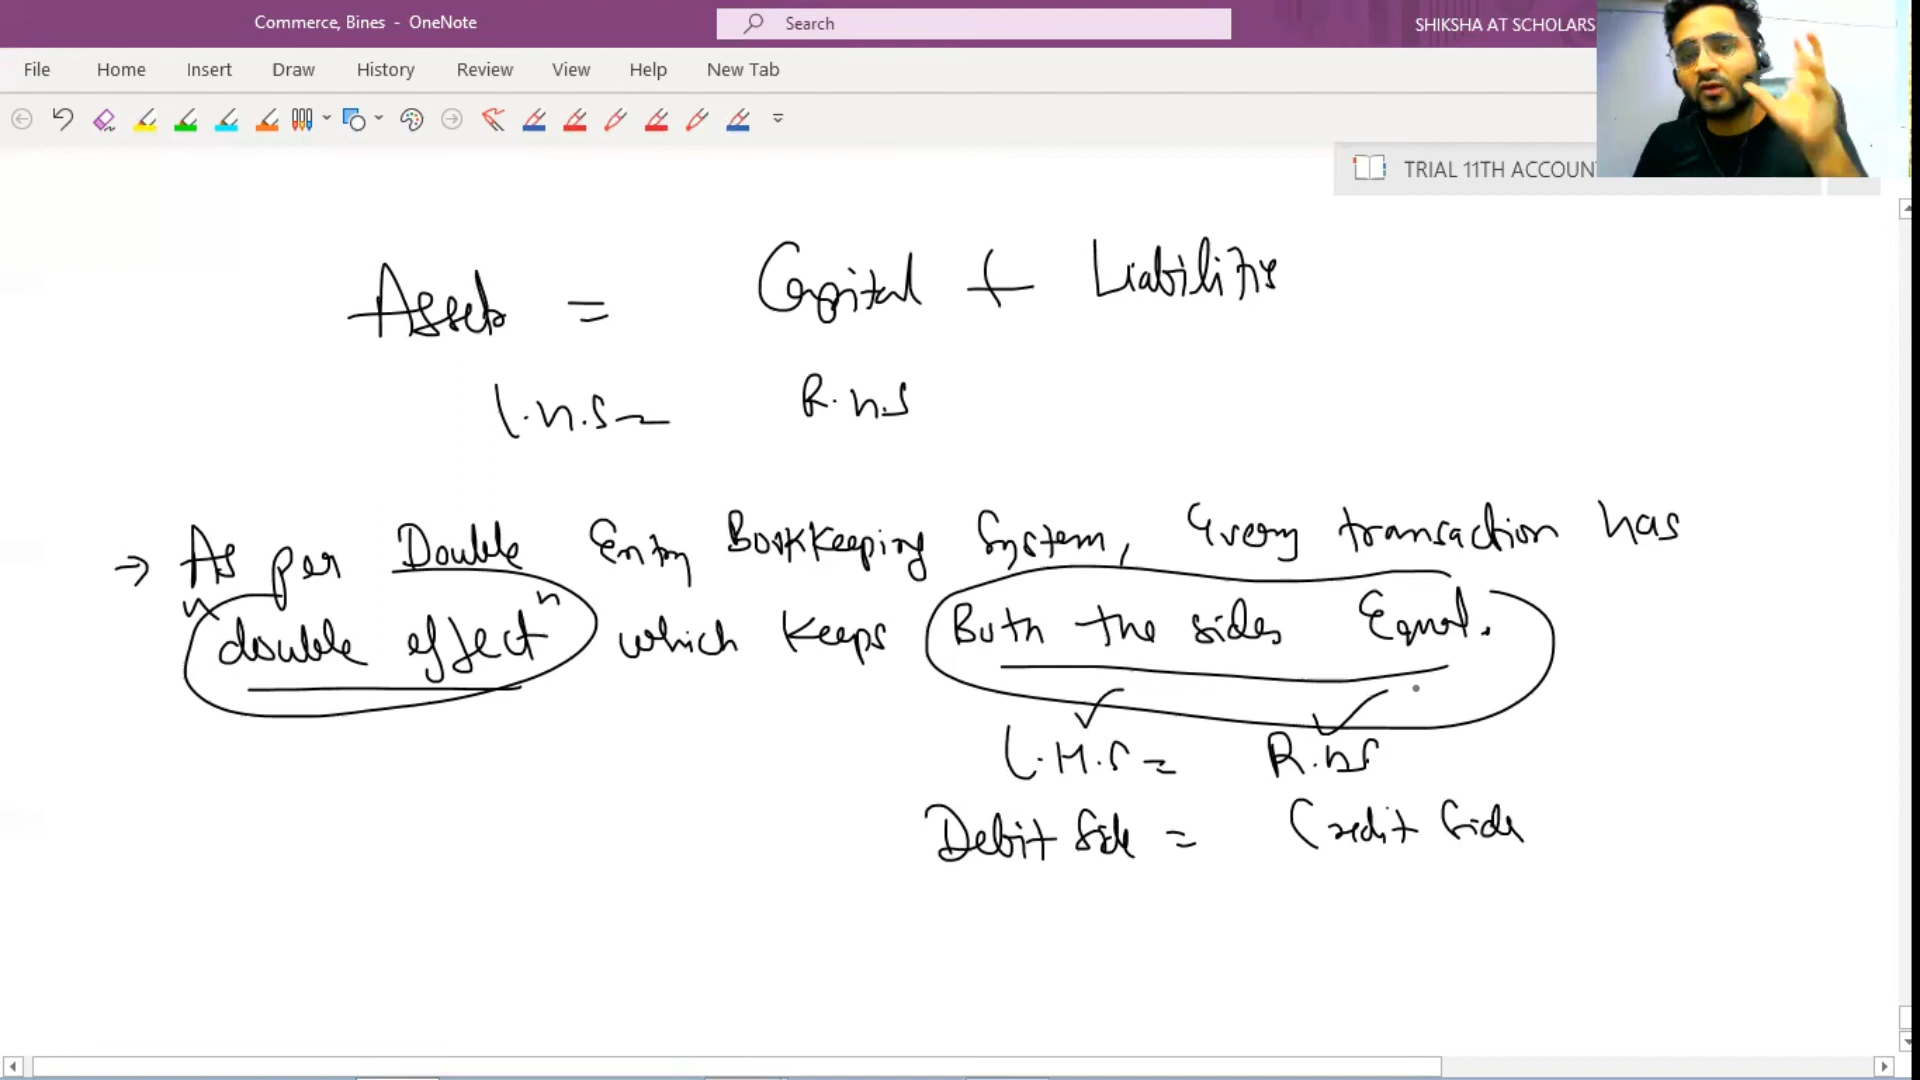 Commerce, Bines - OneNote
Search
SHIKSHA AT SCHOLARS
File Home Insert Draw History Review View Help New Tab
TRIAL 11TH ACCOUN
Assets = Capital + Liabilities
L.H.S = R.H.S
→ As per Double Entry Bookkeeping System, Every transaction has
"double effect" which keeps Both the sides Equal.
L.H.S = R.H.S
Debit Side = Credit Side